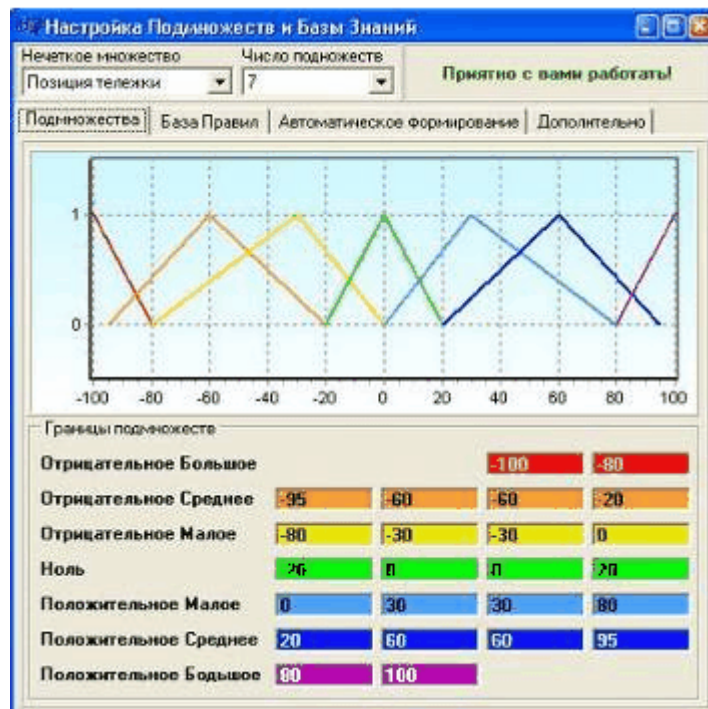 Настройка Подмножеств и Базы Знаний
Нечеткое множество Число подножеств
Позиция тележки 7 Приятно с вами работать!
Подмножества База Правил Автоматическое Формирование Дополительно
1
0
-100 -80 -60 -40 -20 0 20 40 60 80 100
Границы подмножеств
Отрицательное Большое -100 -80
Отрицательное Среднее -95 -60 -60 -20
Отрицательное Малое -80 -30 -30 0
Ноль 0 0 20
Положительное Малое 0 30 30 80
Положительное Среднее 20 60 60 95
Положительное Бодьшое 80 100